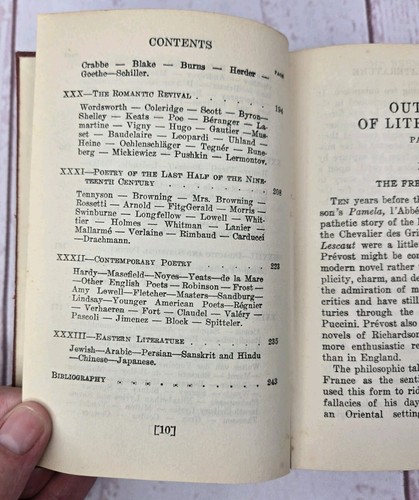 CONTENTS
PAGE
Crabbe — Blake — Burns — Herder —
Goethe—Schiller.
XXX—The Romantic Revival . . . . . . 194
Wordsworth — Coleridge — Scott — Byron—
Shelley — Keats — Poe — Béranger — La-
martine — Vigny — Hugo — Gautier — Mus-
set — Baudelaire — Leopardi — Uhland —
Heine — Oehlenschläger — Tegnér — Rune-
berg — Mickiewicz — Pushkin — Lermontov.
XXXI—Poetry of the Last Half of the Nine-
teenth Century . . . . . . . 208
Tennyson — Browning — Mrs. Browning —
Rossetti — Arnold — FitzGerald — Morris —
Swinburne — Longfellow — Lowell — Whit-
tier — Holmes — Whitman — Lanier —
Mallarmé — Verlaine — Rimbaud — Carducci
—Drachmann.
XXXII—Contemporary Poetry . . . . . 223
Hardy—Masefield—Noyes—Yeats—de la Mare
—Other English Poets — Robinson — Frost —
Amy Lowell—Fletcher—Masters—Sandburg—
Lindsay—Younger American Poets—Régnier
— Verhaeren — Fort — Claudel — Valéry —
Pascoli — Jimenez — Block — Spitteler.
XXXIII—Eastern Literature . . . . . 235
Jewish—Arabic—Persian—Sanskrit and Hindu
—Chinese—Japanese.
Bibliography . . . . . . . 243
[10]
OUT
OF LITE
PA
THE FRE
Ten years before th
son's Pamela, l'Abbé
pathetic story of the l
the Chevalier des Gri
Lescaut were a little
Prévost might be con
modern novel rather
plicity, charm, and de
the admiration of m
critics and have still
turies through the
Puccini. Prévost also
novels of Richardson
more enthusiastic re
than in England.
The philosophic tal
France as the senti
used this form to rid
fallacies of his day
an Oriental setting